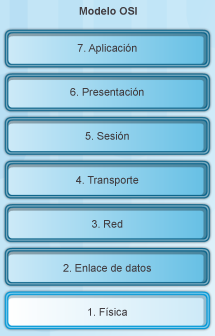 Modelo OSI
7. Aplicación
6. Presentación
5. Sesión
4. Transporte
3. Red
2. Enlace de datos
1. Física